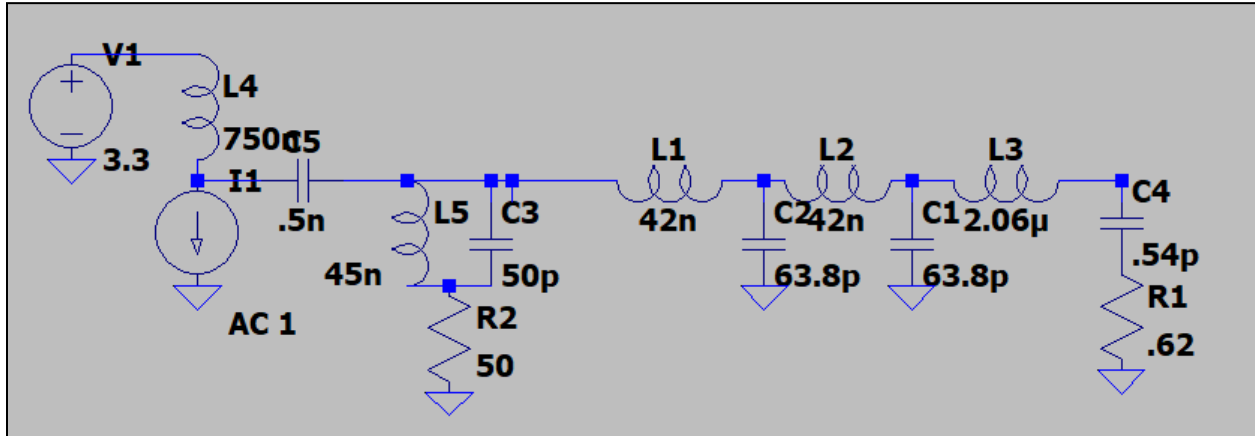 V1
3.3
L4
750n
I1
AC 1
C5
.5n
L5
45n
C3
50p
R2
50
L1
42n
C2
63.8p
L2
42n
C1
63.8p
L3
2.06µ
C4
.54p
R1
.62